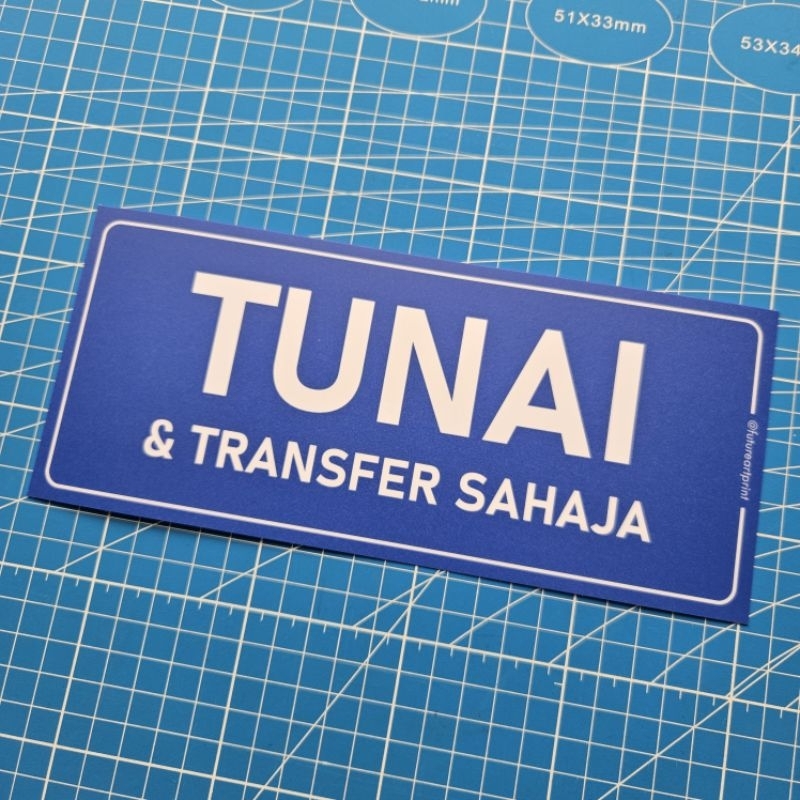 51X33mm
53X34
TUNAI
& TRANSFER SAHAJA
@futureartprint